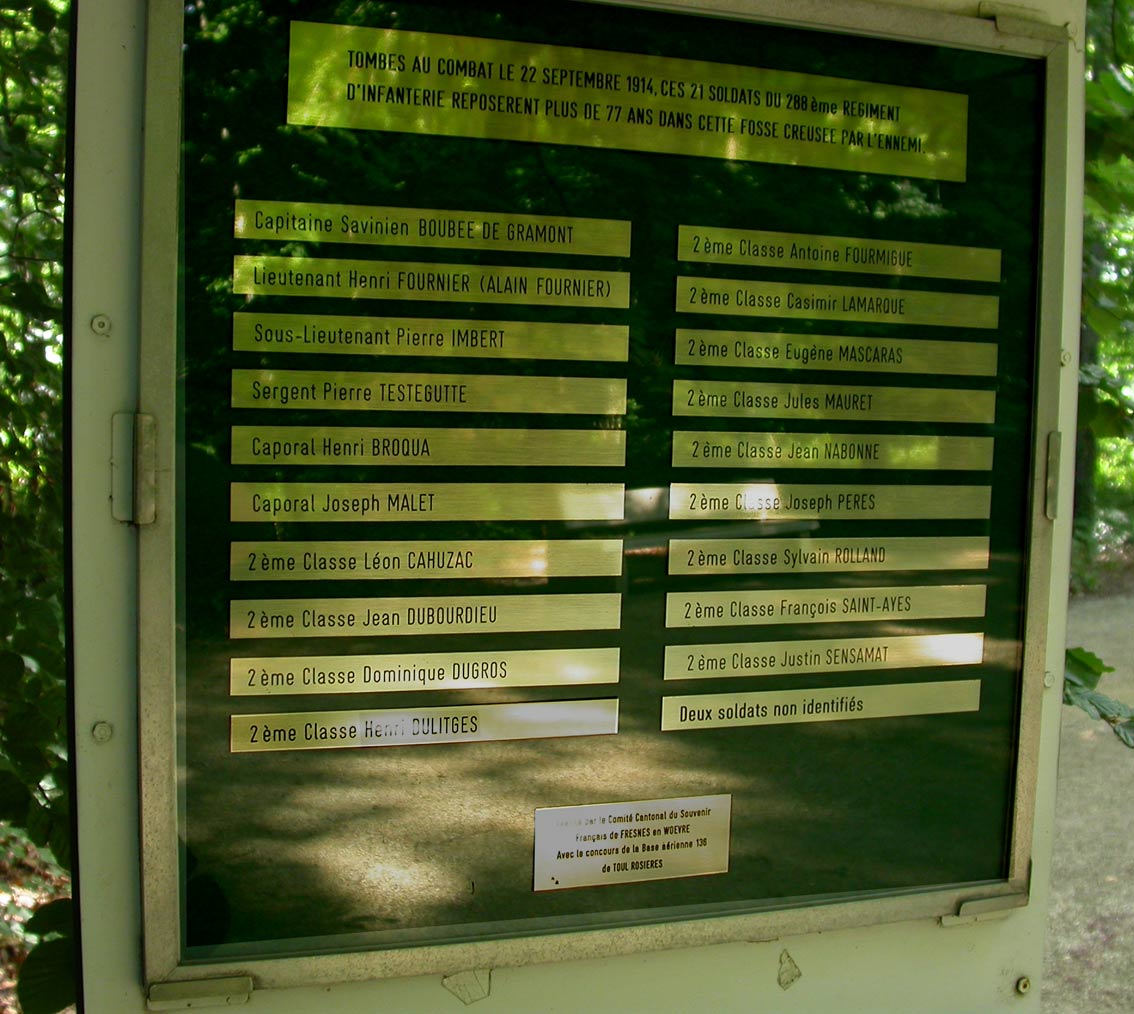 TOMBES AU COMBAT LE 22 SEPTEMBRE 1914, CES 21 SOLDATS DU 288 ème REGIMENT
D'INFANTERIE REPOSERENT PLUS DE 77 ANS DANS CETTE FOSSE CREUSEE PAR L'ENNEMI.
Capitaine Savinien BOUBEE DE GRAMONT
Lieutenant Henri FOURNIER (ALAIN FOURNIER)
Sous-Lieutenant Pierre IMBERT
Sergent Pierre TESTEGUTTE
Caporal Henri BROQUA
Caporal Joseph MALET
2ème Classe Léon CAHUZAC
2ème Classe Jean DUBOURDIEU
2ème Classe Dominique DUGROS
2ème Classe Henri DULITGES
2ème Classe Antoine FOURMIGUE
2ème Classe Casimir LAMARQUE
2ème Classe Eugène MASCARAS
2ème Classe Jules MAURET
2ème Classe Jean NABONNE
2ème Classe Joseph PERES
2ème Classe Sylvain ROLLAND
2ème Classe François SAINT-AYES
2ème Classe Justin SENSAMAT
Deux soldats non identifiés
par le Comité Cantonal du Souvenir
Français de FRESNES en WOEVRE
Avec le concours de la Base aérienne 136
de TOUL ROSIERES